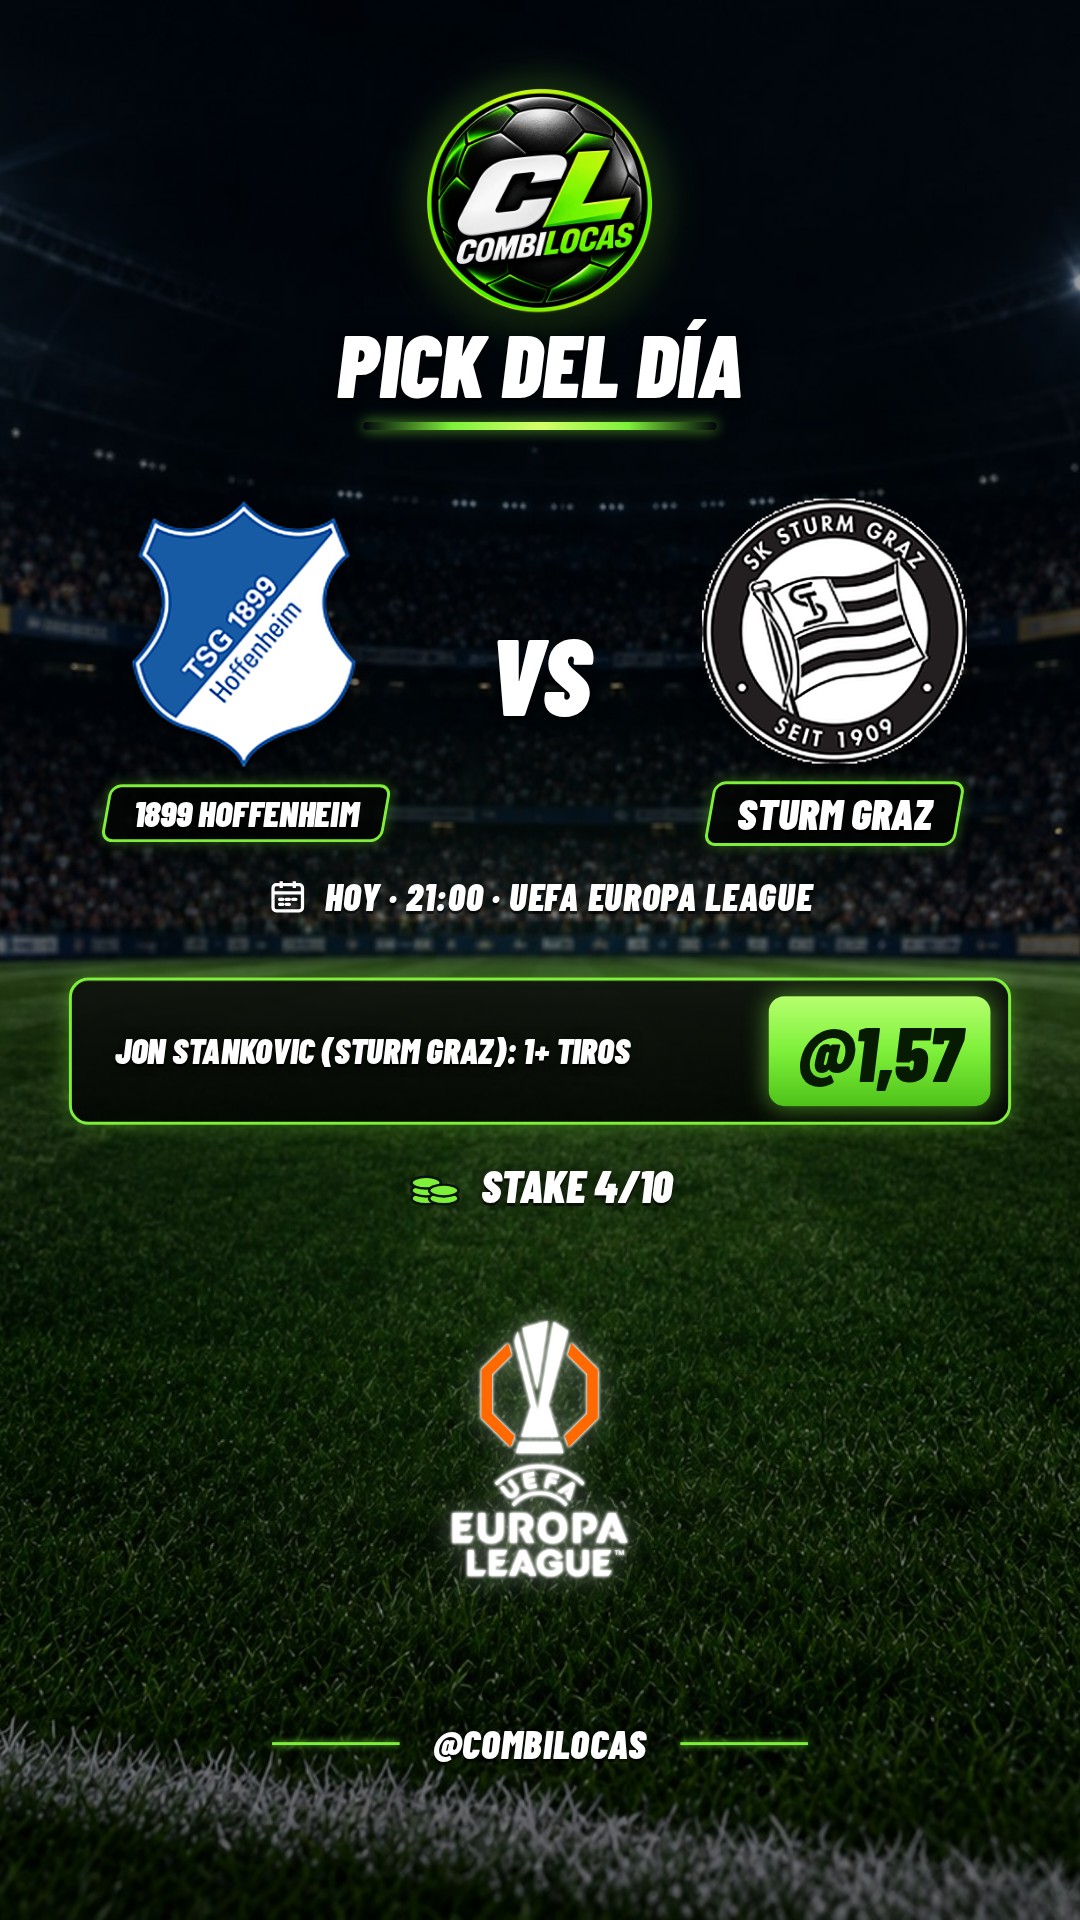 CL
COMBILOCAS
PICK DEL DÍA
TSG 1899
Hoffenheim
SK STURM GRAZ
SEIT 1909
VS
1899 HOFFENHEIM
STURM GRAZ
HOY · 21:00 · UEFA EUROPA LEAGUE
JON STANKOVIC (STURM GRAZ): 1+ TIROS
@1,57
STAKE 4/10
UEFA
EUROPA
LEAGUE™
@COMBILOCAS